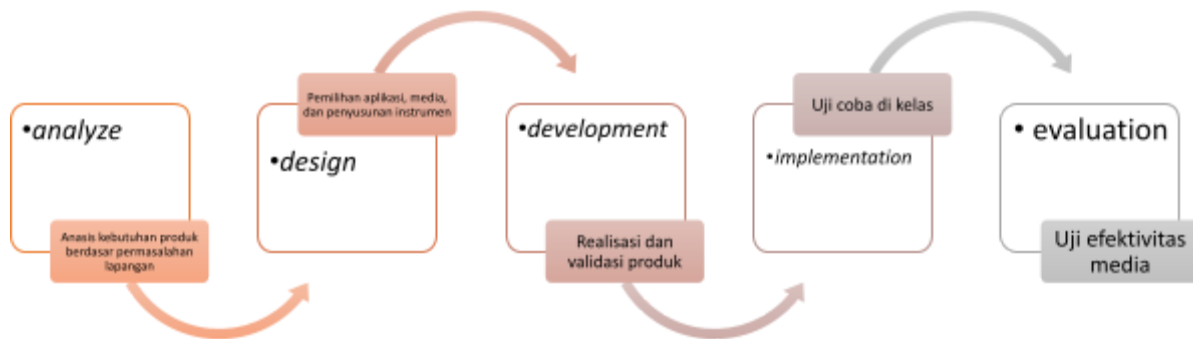 •analyze
Anasis kebutuhan produk
berdasar permasalahan
lapangan
Pemilihan aplikasi, media,
dan penyusunan instrumen
•design
•development
Realisasi dan
validasi produk
Uji coba di kelas
•implementation
• evaluation
Uji efektivitas
media